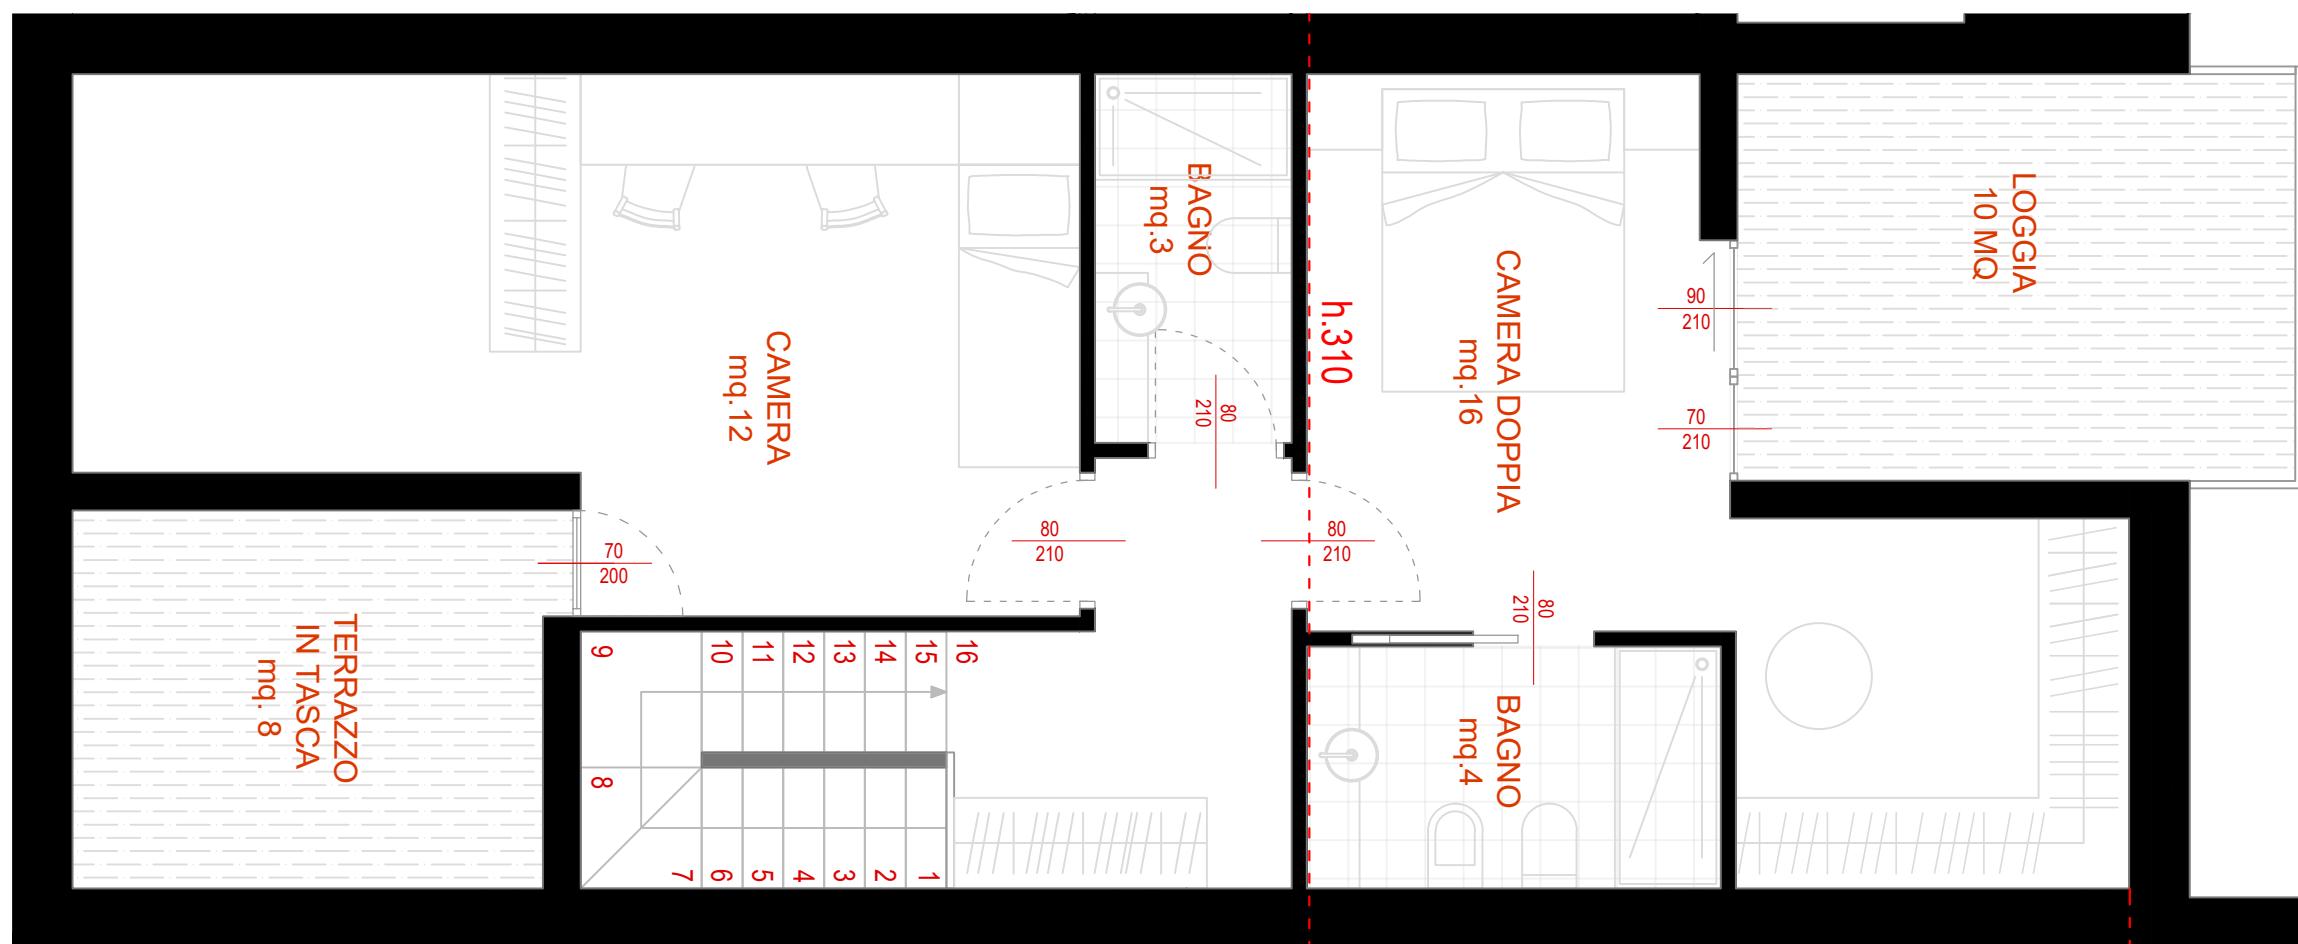 CAMERA
mq.12
BAGNO
mq.3
h.310
CAMERA DOPPIA
mq.16
LOGGIA
10 MQ
90
210
70
210
80
210
80
210
80
210
70
200
80
210
TERRAZZO
IN TASCA
mq. 8
BAGNO
mq.4
9
10
11
12
13
14
15
16
8
7
6
5
4
3
2
1